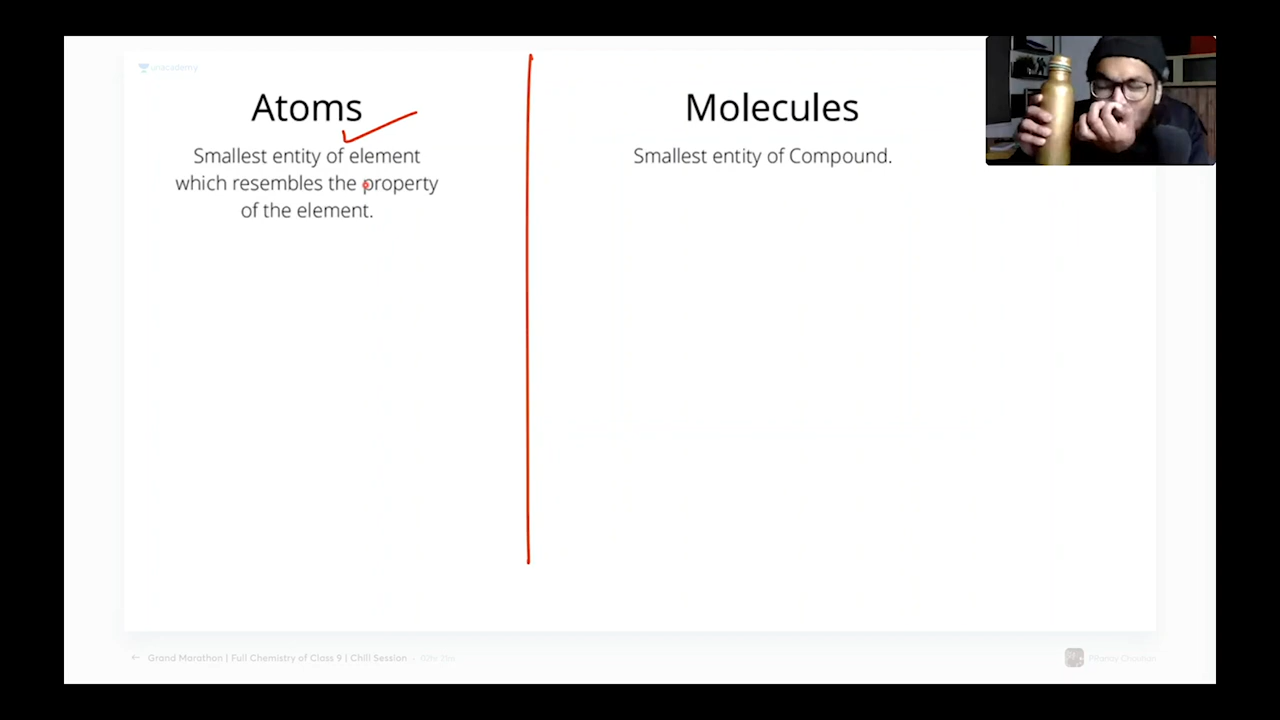 unacademy
Atoms
Smallest entity of element
which resembles the property
of the element.
Molecules
Smallest entity of Compound.
Grand Marathon | Full Chemistry of Class 9 | Chill Session